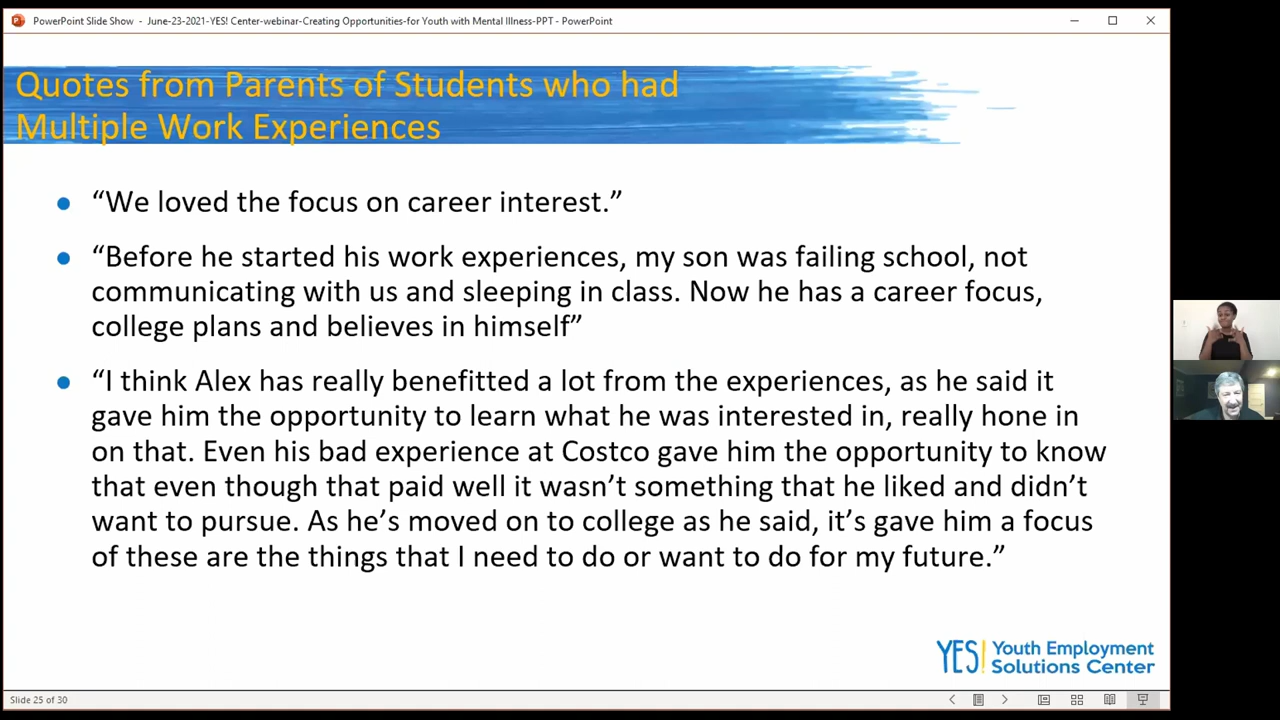 PowerPoint Slide Show - June-23-2021-YES! Center-webinar-Creating Opportunities-for Youth with Mental Illness-PPT - PowerPoint
Quotes from Parents of Students who had
Multiple Work Experiences
● “We loved the focus on career interest.”
● “Before he started his work experiences, my son was failing school, not
communicating with us and sleeping in class. Now he has a career focus,
college plans and believes in himself”
● “I think Alex has really benefitted a lot from the experiences, as he said it
gave him the opportunity to learn what he was interested in, really hone in
on that. Even his bad experience at Costco gave him the opportunity to know
that even though that paid well it wasn’t something that he liked and didn’t
want to pursue. As he’s moved on to college as he said, it’s gave him a focus
of these are the things that I need to do or want to do for my future.”
YES! Youth Employment
Solutions Center
Slide 25 of 30